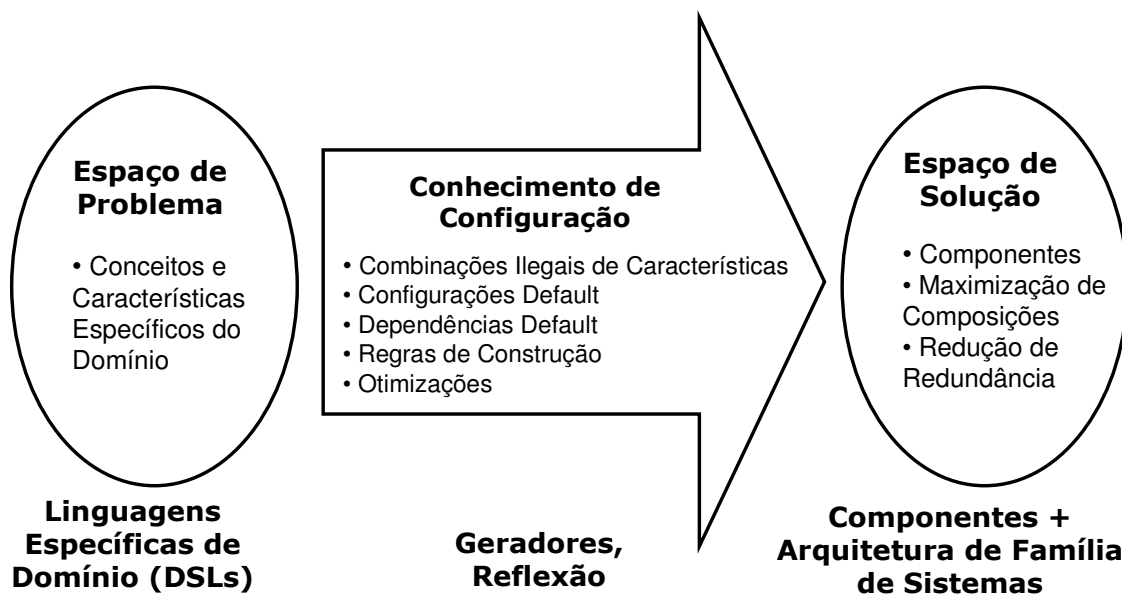 Espaço de
Problema
• Conceitos e
Características
Específicos do
Domínio
Linguagens
Específicas de
Domínio (DSLs)
Conhecimento de
Configuração
• Combinações Ilegais de Características
• Configurações Default
• Dependências Default
• Regras de Construção
• Otimizações
Geradores,
Reflexão
Espaço de
Solução
• Componentes
• Maximização de
Composições
• Redução de
Redundância
Componentes +
Arquitetura de Família
de Sistemas